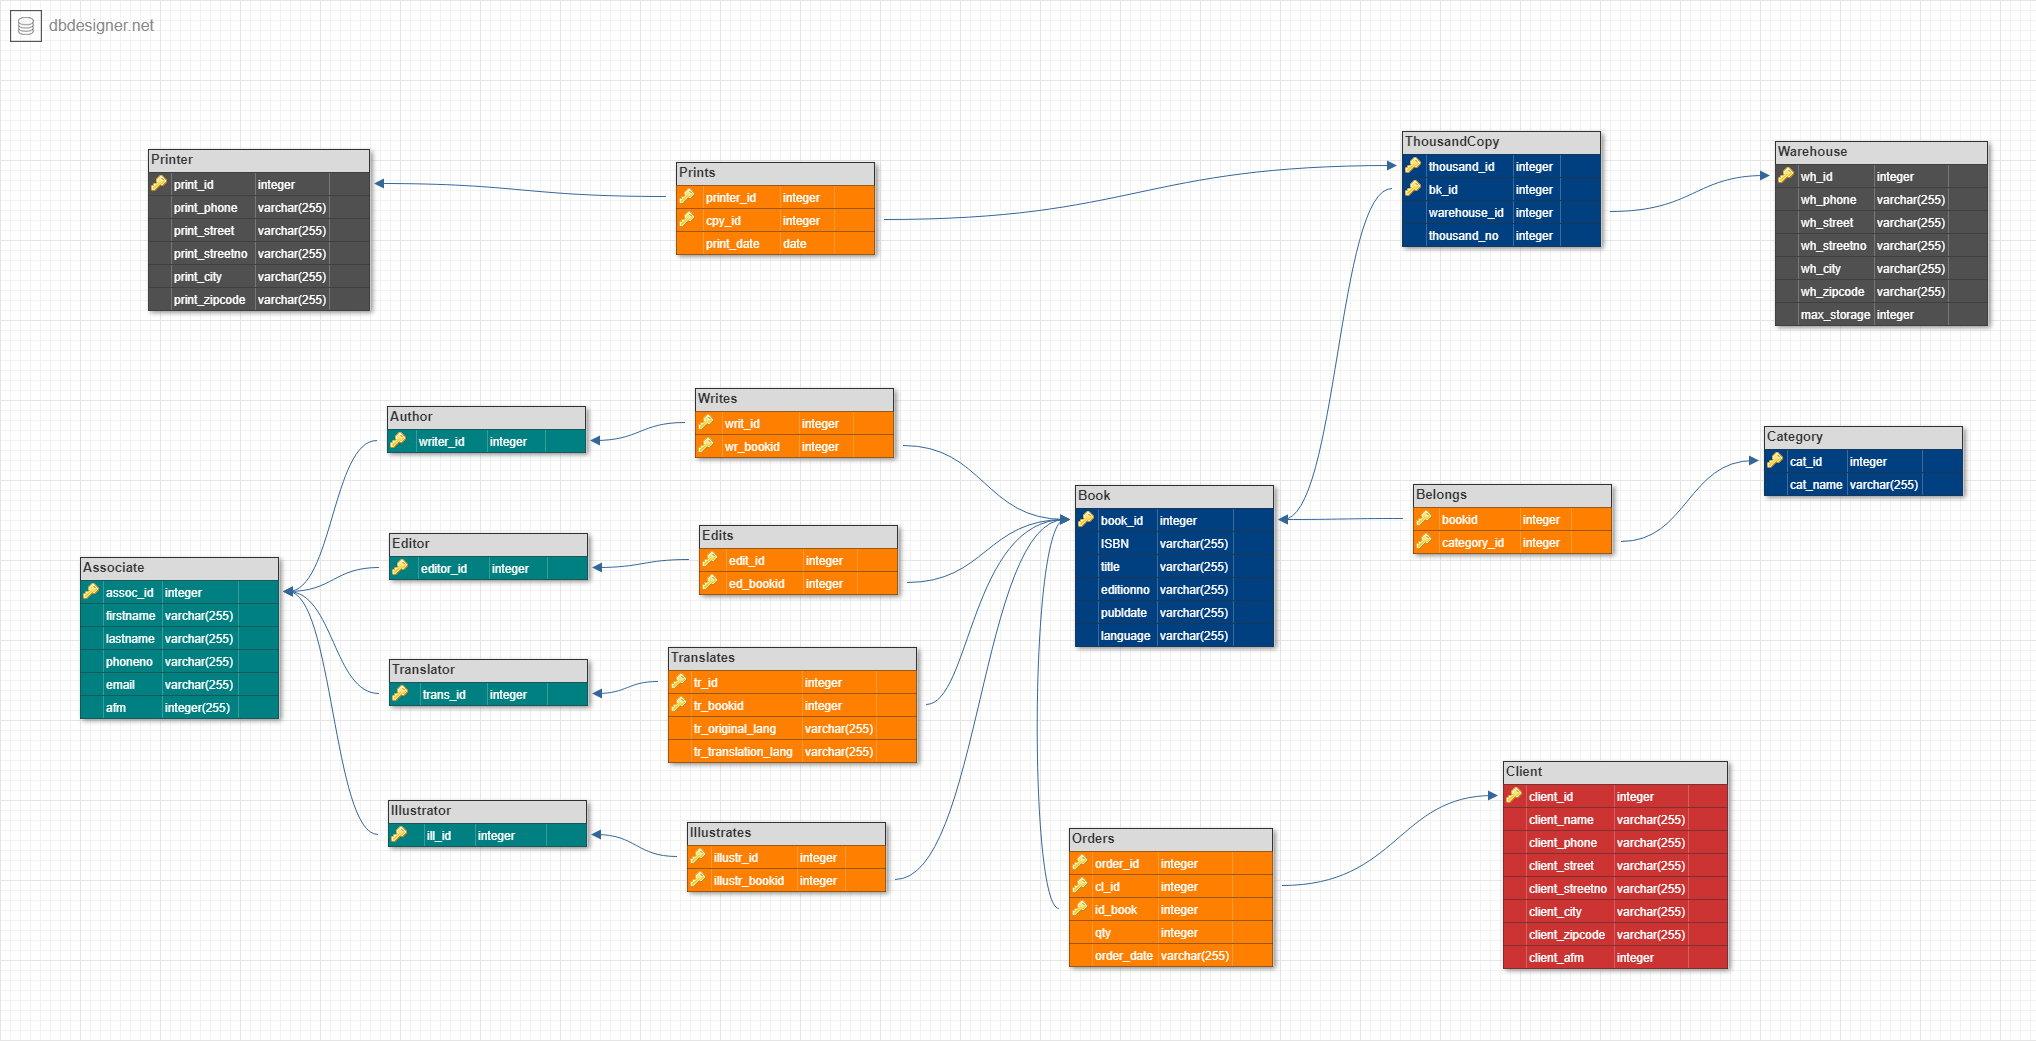 dbdesigner.net
Printer
print_id integer
print_phone varchar(255)
print_street varchar(255)
print_streetno varchar(255)
print_city varchar(255)
print_zipcode varchar(255)
Prints
printer_id integer
cpy_id integer
print_date date
ThousandCopy
thousand_id integer
bk_id integer
warehouse_id integer
thousand_no integer
Warehouse
wh_id integer
wh_phone varchar(255)
wh_street varchar(255)
wh_streetno varchar(255)
wh_city varchar(255)
wh_zipcode varchar(255)
max_storage integer
Author
writer_id integer
Writes
writ_id integer
wr_bookid integer
Category
cat_id integer
cat_name varchar(255)
Book
book_id integer
ISBN varchar(255)
title varchar(255)
editionno varchar(255)
publdate varchar(255)
language varchar(255)
Belongs
bookid integer
category_id integer
Editor
editor_id integer
Edits
edit_id integer
ed_bookid integer
Associate
assoc_id integer
firstname varchar(255)
lastname varchar(255)
phoneno varchar(255)
email varchar(255)
afm integer(255)
Translator
trans_id integer
Translates
tr_id integer
tr_bookid integer
tr_original_lang varchar(255)
tr_translation_lang varchar(255)
Illustrator
ill_id integer
Illustrates
illustr_id integer
illustr_bookid integer
Orders
order_id integer
cl_id integer
id_book integer
qty integer
order_date varchar(255)
Client
client_id integer
client_name varchar(255)
client_phone varchar(255)
client_street varchar(255)
client_streetno varchar(255)
client_city varchar(255)
client_zipcode varchar(255)
client_afm integer